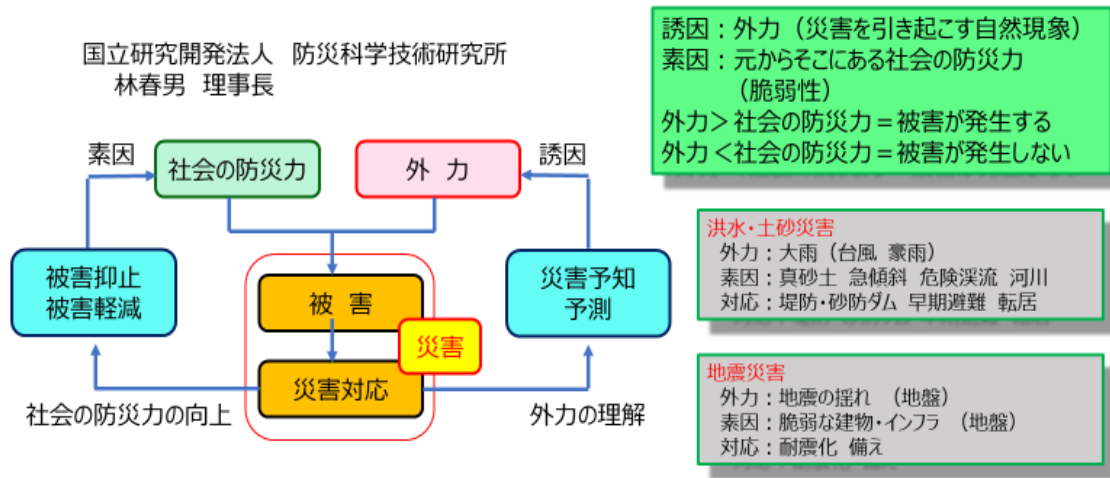 国立研究開発法人 防災科学技術研究所
林春男 理事長
誘因：外力（災害を引き起こす自然現象）
素因：元からそこにある社会の防災力
（脆弱性）
外力＞社会の防災力＝被害が発生する
外力＜社会の防災力＝被害が発生しない
素因
社会の防災力
外 力
誘因
被害抑止
被害軽減
被 害
災害予知
予測
災害
災害対応
社会の防災力の向上
外力の理解
洪水・土砂災害
外力：大雨（台風 豪雨）
素因：真砂土 急傾斜 危険渓流 河川
対応：堤防・砂防ダム 早期避難 転居
地震災害
外力：地震の揺れ （地盤）
素因：脆弱な建物・インフラ （地盤）
対応：耐震化 備え